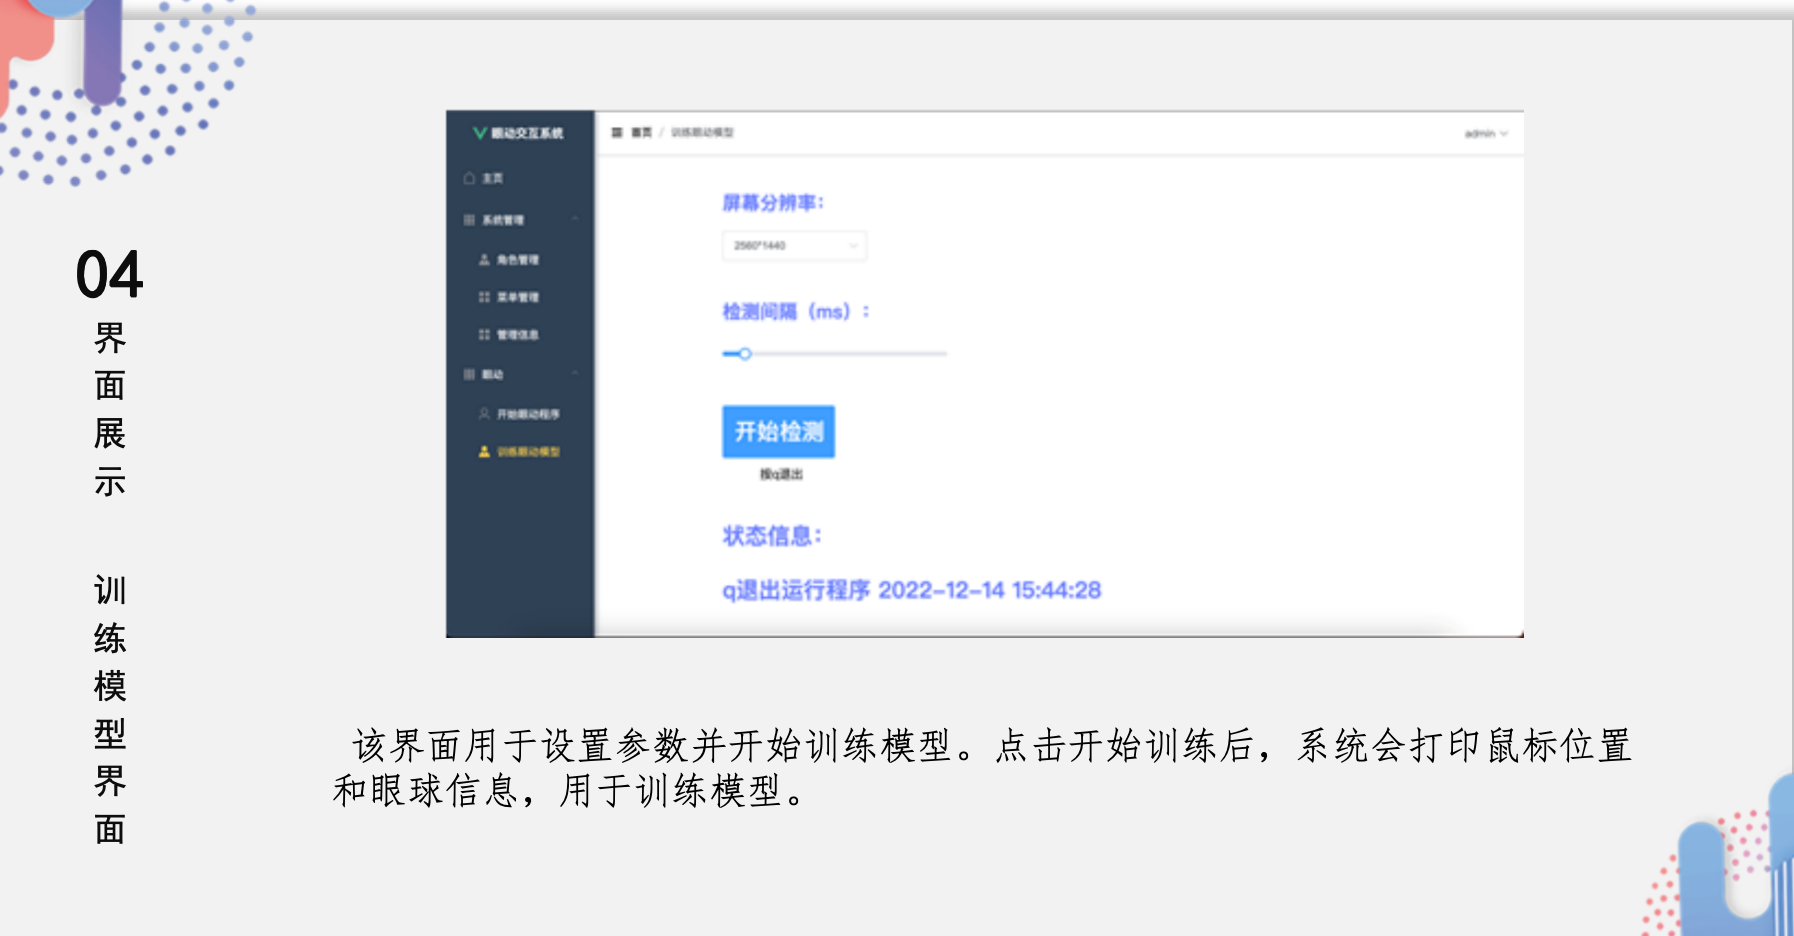 04
界面展示 训练模型界面
眼动交互系统
首页 / 训练眼动模型
admin
主页
系统管理
角色管理
菜单管理
管理信息
眼动
开始眼动程序
训练眼动模型
屏幕分辨率：
2560*1440
检测间隔（ms）：
开始检测
按q退出
状态信息：
q退出运行程序 2022-12-14 15:44:28
该界面用于设置参数并开始训练模型。点击开始训练后，系统会打印鼠标位置
和眼球信息，用于训练模型。